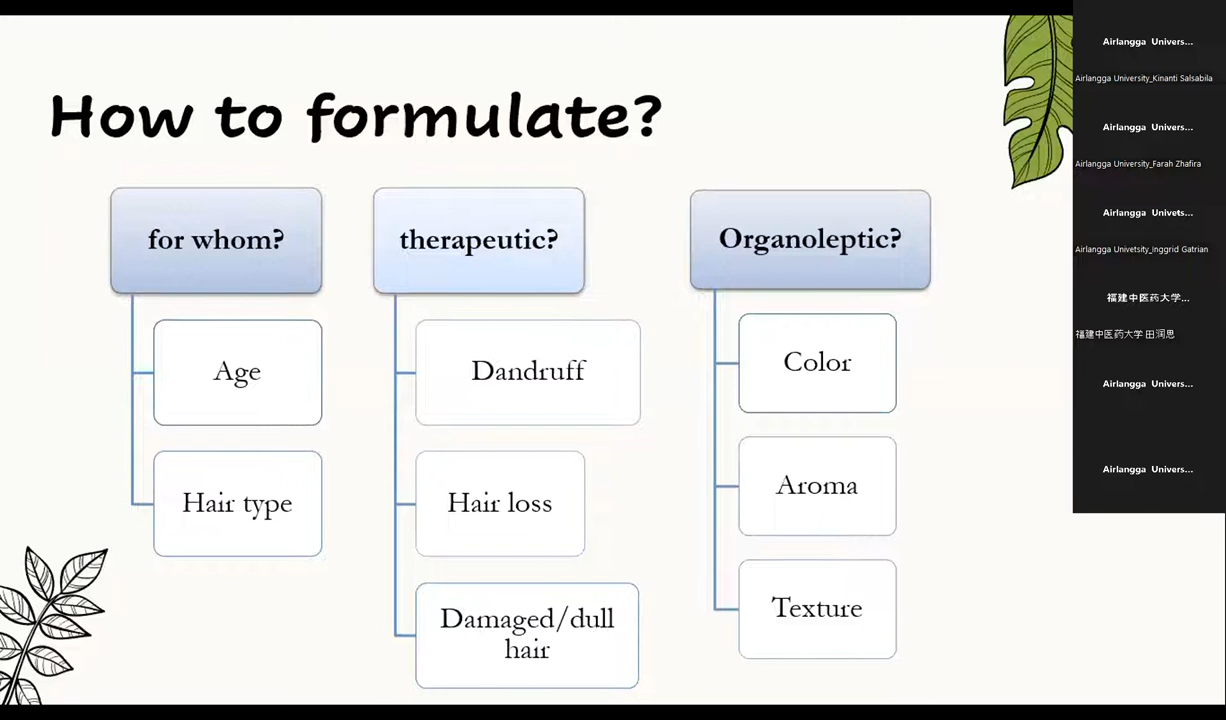 How to formulate?
for whom?
Age
Hair type
therapeutic?
Dandruff
Hair loss
Damaged/dull
hair
Organoleptic?
Color
Aroma
Texture
Airlangga Univers...
Airlangga University_Kinanti Salsabila
Airlangga Univers...
Airlangga University_Farah Zhafira
Airlangga Univets...
Airlangga Univetsity_Inggrid Gatrian
福建中医药大学...
福建中医药大学 田润思
Airlangga Univers...
Airlangga Univers...